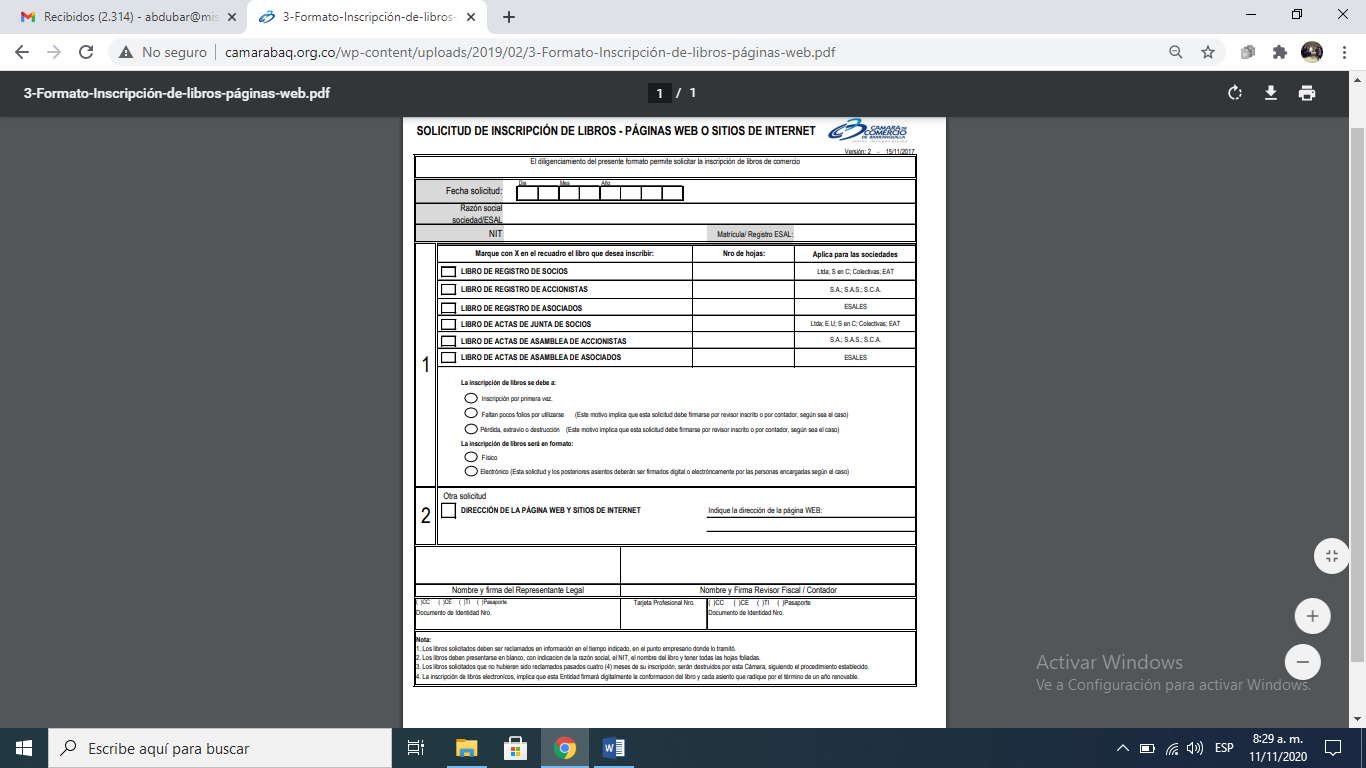 Recibidos (2.314) - abdubar@mis
3-Formato-Inscripción-de-libros-
No seguro
camarabaq.org.co/wp-content/uploads/2019/02/3-Formato-Inscripción-de-libros-páginas-web.pdf
3-Formato-Inscripción-de-libros-páginas-web.pdf
1 / 1
SOLICITUD DE INSCRIPCIÓN DE LIBROS - PÁGINAS WEB O SITIOS DE INTERNET
CAMARA DE COMERCIO DE BARRANQUILLA
Versión: 2 - 15/11/2017
El diligenciamiento del presente formato permite solicitar la inscripción de libros de comercio
Fecha solicitud: Dia Mes Año
Razón social
sociedad/ESAL
NIT Matrícula/ Registro ESAL:
1
Marque con X en el recuadro el libro que desea inscribir: Nro de hojas: Aplica para las sociedades
LIBRO DE REGISTRO DE SOCIOS Ltda; S en C; Colectivas; EAT
LIBRO DE REGISTRO DE ACCIONISTAS S.A.; S.A.S.; S.C.A.
LIBRO DE REGISTRO DE ASOCIADOS ESALES
LIBRO DE ACTAS DE JUNTA DE SOCIOS Ltda; E.U; S en C; Colectivas; EAT
LIBRO DE ACTAS DE ASAMBLEA DE ACCIONISTAS S.A.; S.A.S.; S.C.A.
LIBRO DE ACTAS DE ASAMBLEA DE ASOCIADOS ESALES
La inscripción de libros se debe a:
Inscripción por primera vez.
Faltan pocos folios por utilizarse (Este motivo implica que esta solicitud debe firmarse por revisor inscrito o por contador, según sea el caso)
Pérdida, extravío o destrucción (Este motivo implica que esta solicitud debe firmarse por revisor inscrito o por contador, según sea el caso)
La inscripción de libros será en formato:
Físico
Electrónico (Esta solicitud y los posteriores asientos deberán ser firmados digital o electróncamente por las personas encargadas según el caso)
2
Otra solicitud
DIRECCIÓN DE LA PÁGINA WEB Y SITIOS DE INTERNET Indique la dirección de la página WEB:
Nombre y firma del Representante Legal Nombre y Firma Revisor Fiscal / Contador
( )CC ( )CE ( )TI ( )Pasaporte Tarjeta Profesional Nro. ( )CC ( )CE ( )TI ( )Pasaporte
Documento de Identidad Nro. Documento de Identidad Nro.
Nota:
1. Los libros solicitados deben ser reclamados en información en el tiempo indicado, en el punto empresario donde lo tramitó.
2. Los libros deben presentarse en blanco, con indicacion de la razón social, el NIT, el nombre del libro y tener todas las hojas foliadas.
3. Los libros solicitados que no hubieren sido reclamados pasados cuatro (4) meses de su inscripción, serán destruidos por esta Cámara, siguiendo el procedimiento establecido.
4. La inscripción de libros electronícos, implica que esta Entidad firmará digitalmente la conformacion del libro y cada asiento que radique por el término de un año renovable.
Activar Windows
Ve a Configuración para activar Windows.
Escribe aquí para buscar
ESP
8:29 a. m.
11/11/2020